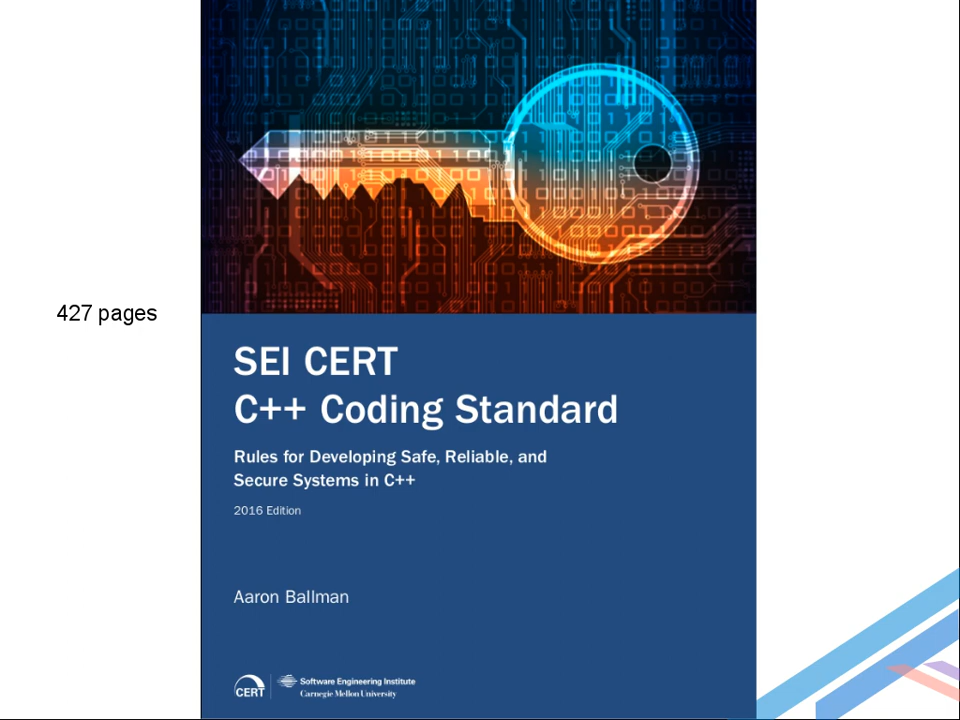 427 pages
SEI CERT
C++ Coding Standard
Rules for Developing Safe, Reliable, and
Secure Systems in C++
2016 Edition
Aaron Ballman
CERT
Software Engineering Institute
Carnegie Mellon University